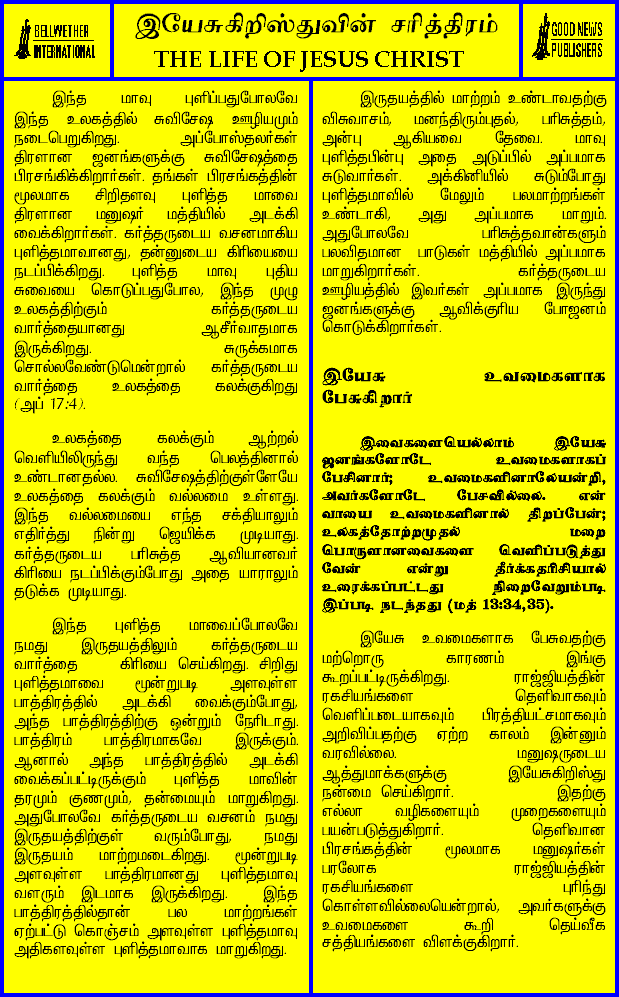 BELLWETHER
INTERNATIONAL
இயேசுகிறிஸ்துவின் சரித்திரம்
THE LIFE OF JESUS CHRIST
GOOD NEWS
PUBLISHERS
இந்த மாவு புளிப்பதுபோலவே
இந்த உலகத்தில் சுவிசேஷ ஊழியமும்
நடைபெறுகிறது. அப்போஸ்தலர்கள்
திரளான ஜனங்களுக்கு சுவிசேஷத்தை
பிரசங்கிக்கிறார்கள். தங்கள் பிரசங்கத்தின்
மூலமாக சிறிதளவு புளித்த மாவை
திரளான மனுஷர் மத்தியில் அடக்கி
வைக்கிறார்கள். கர்த்தருடைய வசனமாகிய
புளித்தமாவானது, தன்னுடைய கிரியையை
நடப்பிக்கிறது. புளித்த மாவு புதிய
சுவையை கொடுப்பதுபோல, இந்த முழு
உலகத்திற்கும் கர்த்தருடைய
வார்த்தையானது ஆசீர்வாதமாக
இருக்கிறது. சுருக்கமாக
சொல்லவேண்டுமென்றால் கர்த்தருடைய
வார்த்தை உலகத்தை கலக்குகிறது
(அப் 17:4).
உலகத்தை கலக்கும் ஆற்றல்
வெளியிலிருந்து வந்த பெலத்தினால்
உண்டானதல்ல. சுவிசேஷத்திற்குள்ளேயே
உலகத்தை கலக்கும் வல்லமை உள்ளது.
இந்த வல்லமையை எந்த சக்தியாலும்
எதிர்த்து நின்று ஜெயிக்க முடியாது.
கர்த்தருடைய பரிசுத்த ஆவியானவர்
கிரியை நடப்பிக்கும்போது அதை யாராலும்
தடுக்க முடியாது.
இந்த புளித்த மாவைப்போலவே
நமது இருதயத்திலும் கர்த்தருடைய
வார்த்தை கிரியை செய்கிறது. சிறிது
புளித்தமாவை மூன்றுபடி அளவுள்ள
பாத்திரத்தில் அடக்கி வைக்கும்போது,
அந்த பாத்திரத்திற்கு ஒன்றும் நேரிடாது.
பாத்திரம் பாத்திரமாகவே இருக்கும்.
ஆனால் அந்த பாத்திரத்தில் அடக்கி
வைக்கப்பட்டிருக்கும் புளித்த மாவின்
தரமும் குணமும், தன்மையும் மாறுகிறது.
அதுபோலவே கர்த்தருடைய வசனம் நமது
இருதயத்திற்குள் வரும்போது, நமது
இருதயம் மாற்றமடைகிறது. மூன்றுபடி
அளவுள்ள பாத்திரமானது புளித்தமாவு
வளரும் இடமாக இருக்கிறது. இந்த
பாத்திரத்தில்தான் பல மாற்றங்கள்
ஏற்பட்டு கொஞ்சம் அளவுள்ள புளித்தமாவு
அதிகளவுள்ள புளித்தமாவாக மாறுகிறது.
இருதயத்தில் மாற்றம் உண்டாவதற்கு
விசுவாசம், மனந்திரும்புதல், பரிசுத்தம்,
அன்பு ஆகியவை தேவை. மாவு
புளித்தபின்பு அதை அடுப்பில் அப்பமாக
சுடுவார்கள். அக்கினியில் சுடும்போது
புளித்தமாவில் மேலும் பலமாற்றங்கள்
உண்டாகி, அது அப்பமாக மாறும்.
அதுபோலவே பரிசுத்தவான்களும்
பலவிதமான பாடுகள் மத்தியில் அப்பமாக
மாறுகிறார்கள். கர்த்தருடைய
ஊழியத்தில் இவர்கள் அப்பமாக இருந்து
ஜனங்களுக்கு ஆவிக்குரிய போஜனம்
கொடுக்கிறார்கள்.
இயேசு உவமைகளாக
பேசுகிறார்
இவைகளையெல்லாம் இயேசு
ஜனங்களோடே உவமைகளாகப்
பேசினார்; உவமைகளினாலேயன்றி,
அவர்களோடே பேசவில்லை. என்
வாயை உவமைகளினால் திறப்பேன்;
உலகத்தோற்றமுதல் மறை
பொருளானவைகளை வெளிப்படுத்து
வேன் என்று தீர்க்கதரிசியால்
உரைக்கப்பட்டது நிறைவேறும்படி
இப்படி நடந்தது (மத் 13:34,35).
இயேசு உவமைகளாக பேசுவதற்கு
மற்றொரு காரணம் இங்கு
கூறப்பட்டிருக்கிறது. ராஜ்ஜியத்தின்
ரகசியங்களை தெளிவாகவும்
வெளிப்படையாகவும் பிரத்தியட்சமாகவும்
அறிவிப்பதற்கு ஏற்ற காலம் இன்னும்
வரவில்லை. மனுஷருடைய
ஆத்துமாக்களுக்கு இயேசுகிறிஸ்து
நன்மை செய்கிறார். இதற்கு
எல்லா வழிகளையும் முறைகளையும்
பயன்படுத்துகிறார். தெளிவான
பிரசங்கத்தின் மூலமாக மனுஷர்கள்
பரலோக ராஜ்ஜியத்தின்
ரகசியங்களை புரிந்து
கொள்ளவில்லையென்றால், அவர்களுக்கு
உவமைகளை கூறி தெய்வீக
சத்தியங்களை விளக்குகிறார்.